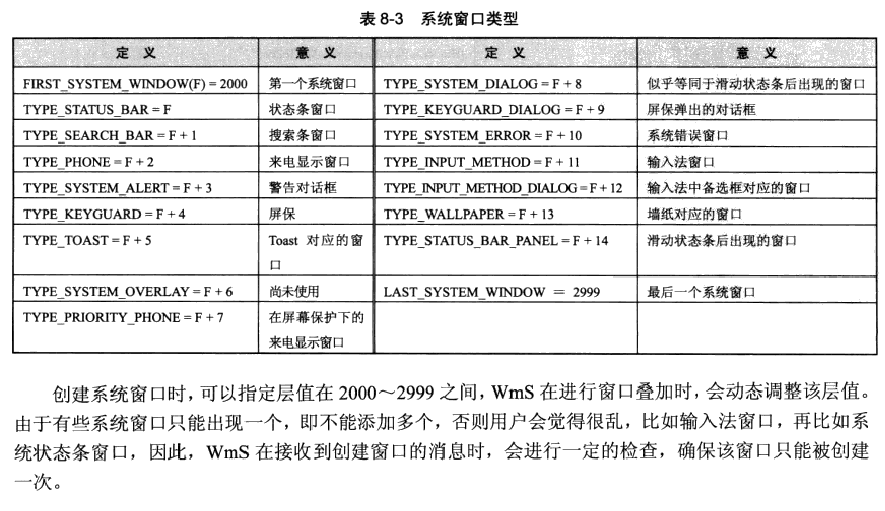 表 8-3 系统窗口类型
定 义 意 义 定 义 意 义
FIRST_SYSTEM_WINDOW(F) = 2000 第一个系统窗口 TYPE_SYSTEM_DIALOG = F + 8 似乎等同于滑动状态条后出现的窗口
TYPE_STATUS_BAR = F 状态条窗口 TYPE_KEYGUARD_DIALOG = F + 9 屏保弹出的对话框
TYPE_SEARCH_BAR = F + 1 搜索条窗口 TYPE_SYSTEM_ERROR = F + 10 系统错误窗口
TYPE_PHONE = F + 2 来电显示窗口 TYPE_INPUT_METHOD = F + 11 输入法窗口
TYPE_SYSTEM_ALERT = F + 3 警告对话框 TYPE_INPUT_METHOD_DIALOG = F + 12 输入法中备选框对应的窗口
TYPE_KEYGUARD = F + 4 屏保 TYPE_WALLPAPER = F + 13 墙纸对应的窗口
TYPE_TOAST = F + 5 Toast 对应的窗 TYPE_STATUS_BAR_PANEL = F + 14 滑动状态条后出现的窗口
口
TYPE_SYSTEM_OVERLAY = F + 6 尚未使用 LAST_SYSTEM_WINDOW = 2999 最后一个系统窗口
TYPE_PRIORITY_PHONE = F + 7 在屏幕保护下的
来电显示窗口
创建系统窗口时，可以指定层值在 2000～2999 之间，WmS 在进行窗口叠加时，会动态调整该层值。
由于有些系统窗口只能出现一个，即不能添加多个，否则用户会觉得很乱，比如输入法窗口，再比如系
统状态条窗口，因此，WmS 在接收到创建窗口的消息时，会进行一定的检查，确保该窗口只能被创建
一次。